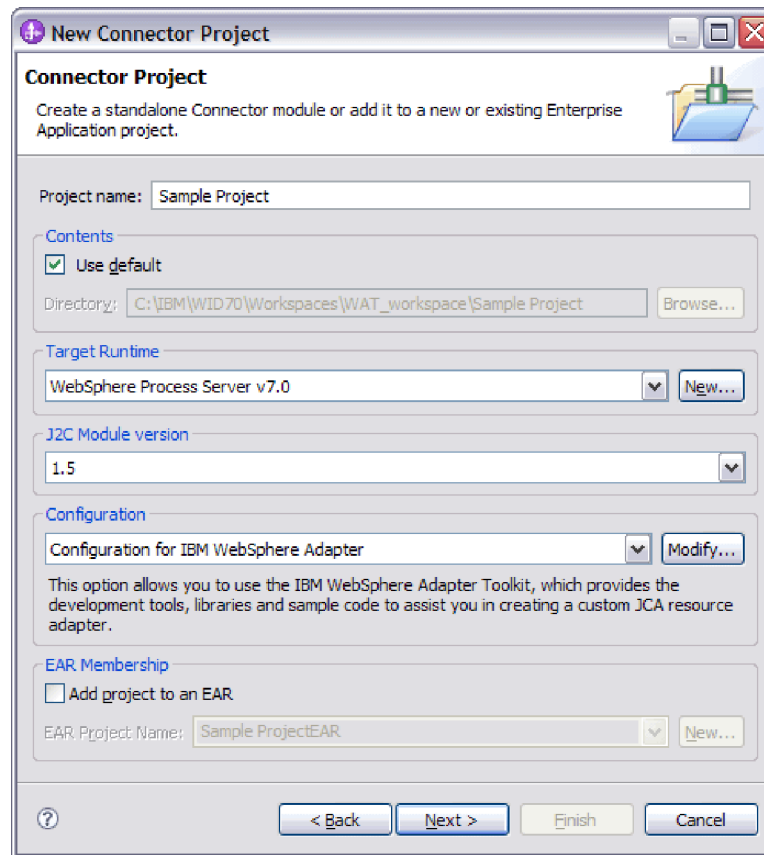 New Connector Project
Connector Project
Create a standalone Connector module or add it to a new or existing Enterprise
Application project.
Project name: Sample Project
Contents
Use default
Directory: C:\IBM\WID70\Workspaces\WAT_workspace\Sample Project Browse...
Target Runtime
WebSphere Process Server v7.0 New...
J2C Module version
1.5
Configuration
Configuration for IBM WebSphere Adapter Modify...
This option allows you to use the IBM WebSphere Adapter Toolkit, which provides the
development tools, libraries and sample code to assist you in creating a custom JCA resource
adapter.
EAR Membership
Add project to an EAR
EAR Project Name: Sample ProjectEAR New...
? < Back Next > Finish Cancel